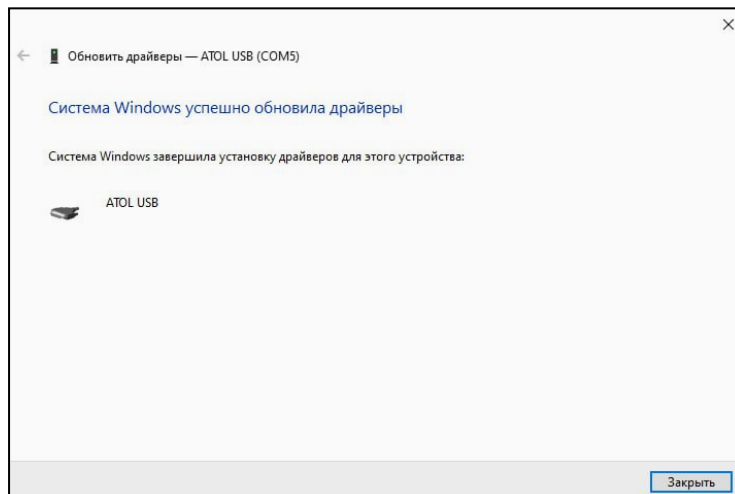 Обновить драйверы — ATOL USB (COM5)
Система Windows успешно обновила драйверы
Система Windows завершила установку драйверов для этого устройства:
ATOL USB
Закрыть